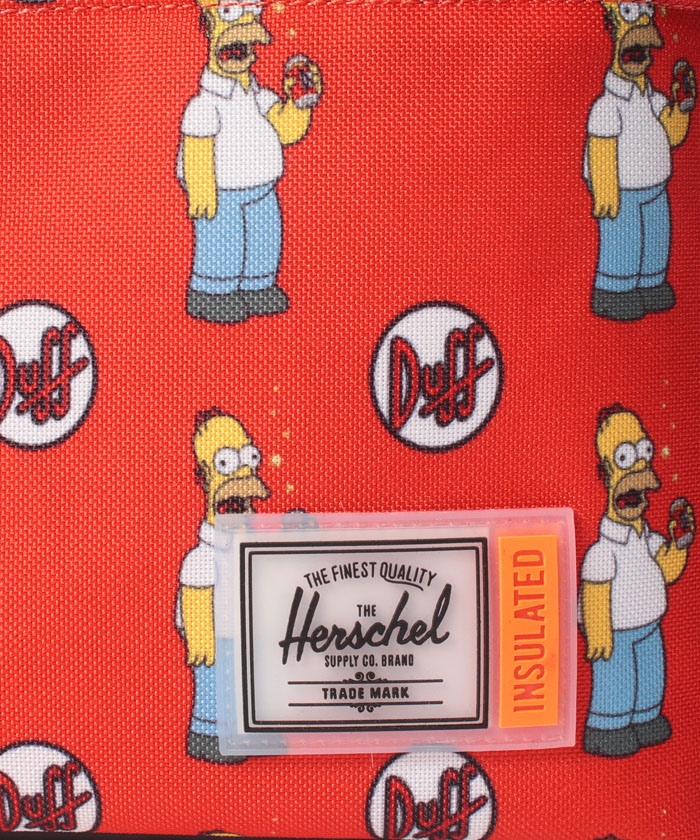 Duff
Duff
THE FINEST QUALITY
THE
Herschel
SUPPLY CO. BRAND
TRADE MARK
INSULATED
Duff
Duff